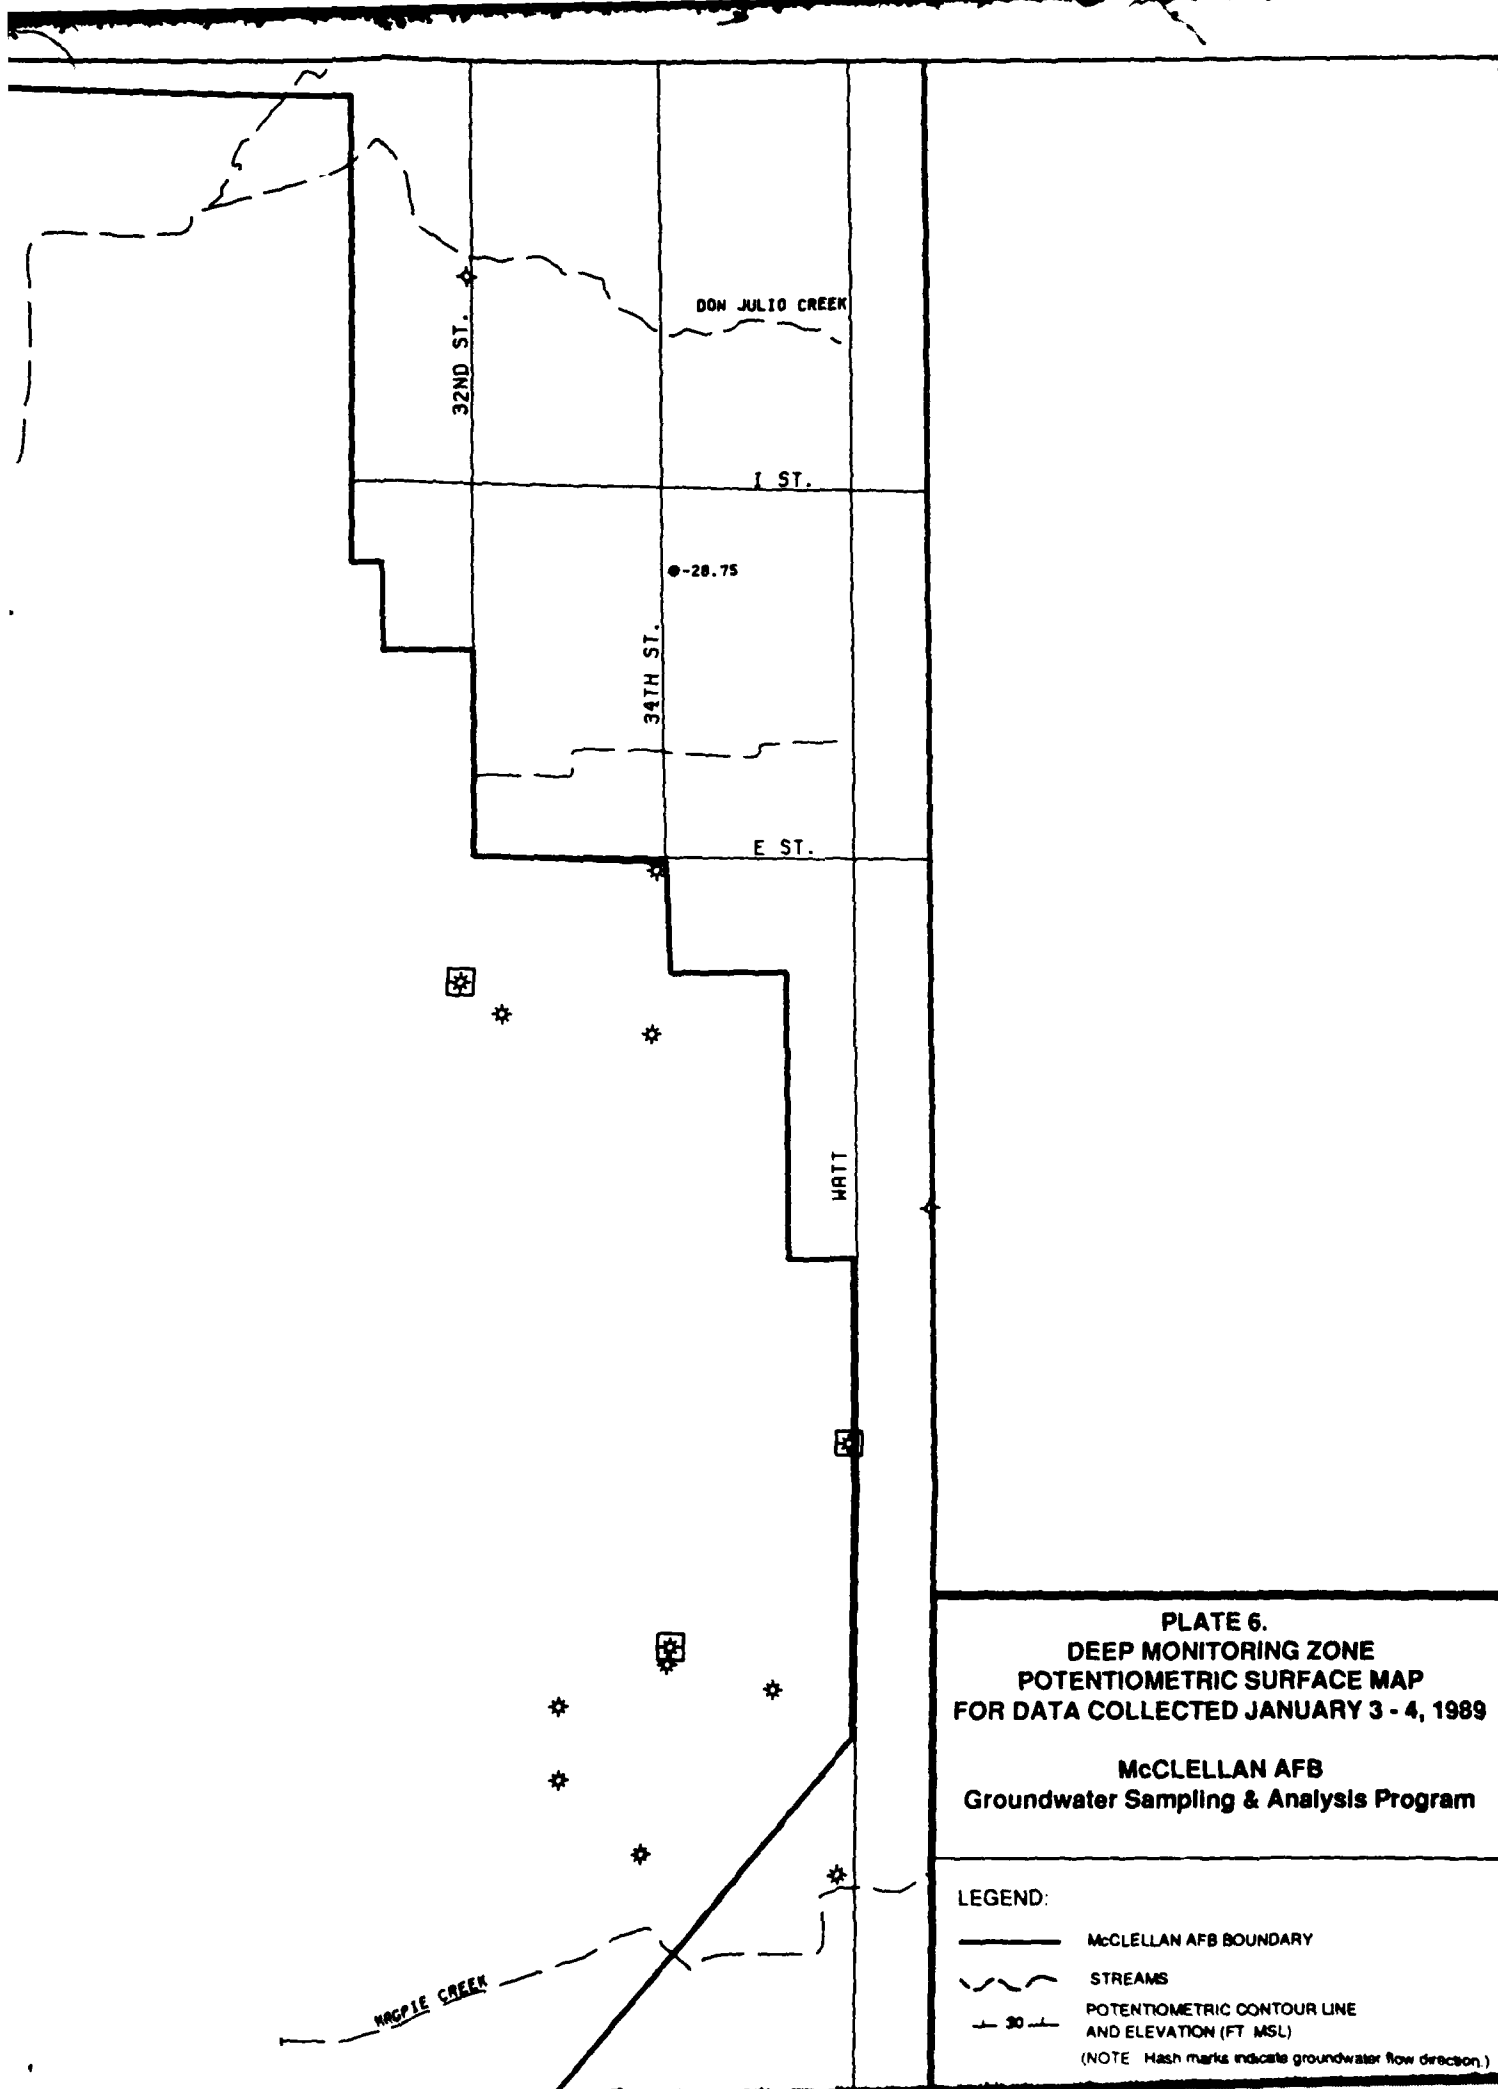 DON JULIO CREEK
32ND ST.
I ST.
-28.75
34TH ST.
E ST.
WATT
MAGPIE CREEK
PLATE 6.
DEEP MONITORING ZONE
POTENTIOMETRIC SURFACE MAP
FOR DATA COLLECTED JANUARY 3 - 4, 1989
McCLELLAN AFB
Groundwater Sampling & Analysis Program
LEGEND:
McCLELLAN AFB BOUNDARY
STREAMS
30
POTENTIOMETRIC CONTOUR LINE
AND ELEVATION (FT MSL)
(NOTE Hash marks indicate groundwater flow direction.)